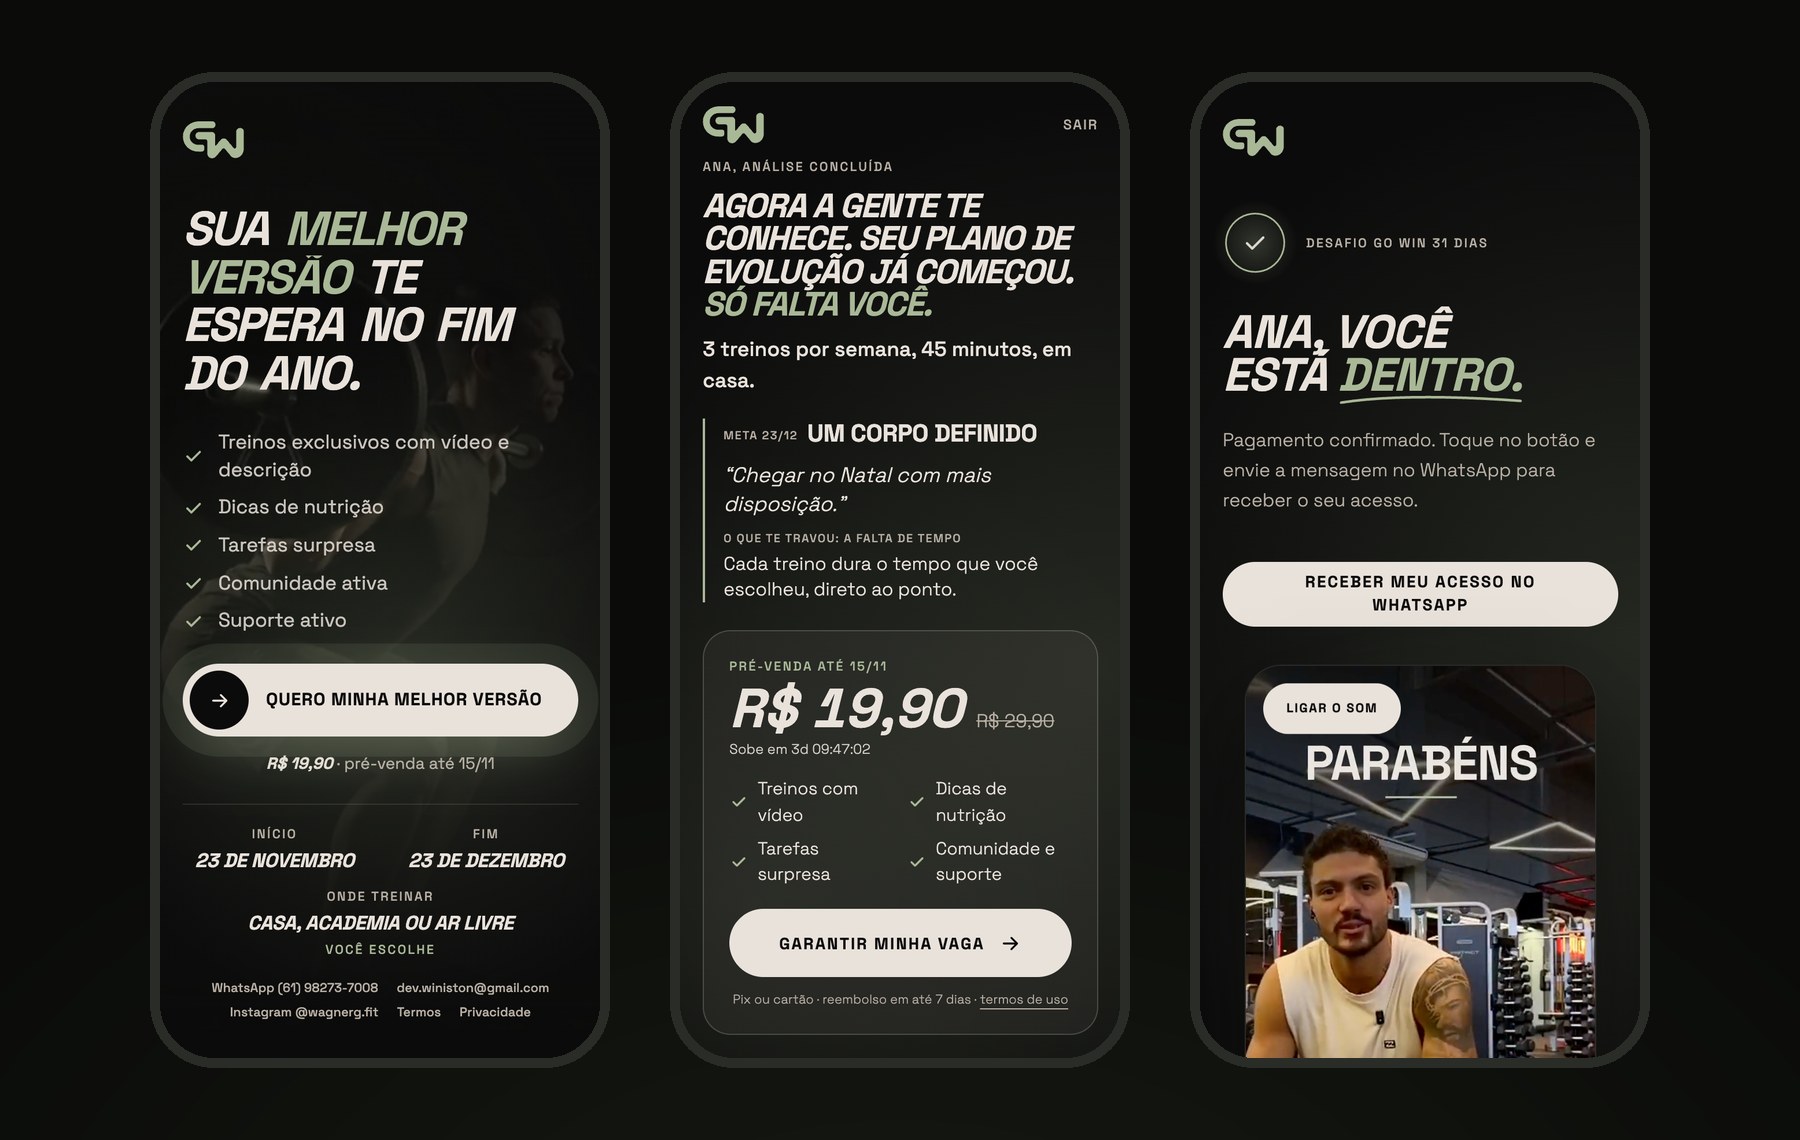 GW
SUA MELHOR
VERSÃO TE
ESPERA NO FIM
DO ANO.
Treinos exclusivos com vídeo e
descrição
Dicas de nutrição
Tarefas surpresa
Comunidade ativa
Suporte ativo
QUERO MINHA MELHOR VERSÃO
R$ 19,90 · pré-venda até 15/11
INÍCIO
23 DE NOVEMBRO
FIM
23 DE DEZEMBRO
ONDE TREINAR
CASA, ACADEMIA OU AR LIVRE
VOCÊ ESCOLHE
WhatsApp (61) 98273-7008 dev.winiston@gmail.com
Instagram @wagnerg.fit Termos Privacidade
GW
SAIR
ANA, ANÁLISE CONCLUÍDA
AGORA A GENTE TE
CONHECE. SEU PLANO DE
EVOLUÇÃO JÁ COMEÇOU.
SÓ FALTA VOCÊ.
3 treinos por semana, 45 minutos, em
casa.
META 23/12 UM CORPO DEFINIDO
“Chegar no Natal com mais
disposição.”
O QUE TE TRAVOU: A FALTA DE TEMPO
Cada treino dura o tempo que você
escolheu, direto ao ponto.
PRÉ-VENDA ATÉ 15/11
R$ 19,90 R$ 29,90
Sobe em 3d 09:47:02
Treinos com
vídeo
Dicas de
nutrição
Tarefas
surpresa
Comunidade e
suporte
GARANTIR MINHA VAGA
Pix ou cartão · reembolso em até 7 dias · termos de uso
GW
DESAFIO GO WIN 31 DIAS
ANA, VOCÊ
ESTÁ DENTRO.
Pagamento confirmado. Toque no botão e
envie a mensagem no WhatsApp para
receber o seu acesso.
RECEBER MEU ACESSO NO
WHATSAPP
LIGAR O SOM
PARABÉNS